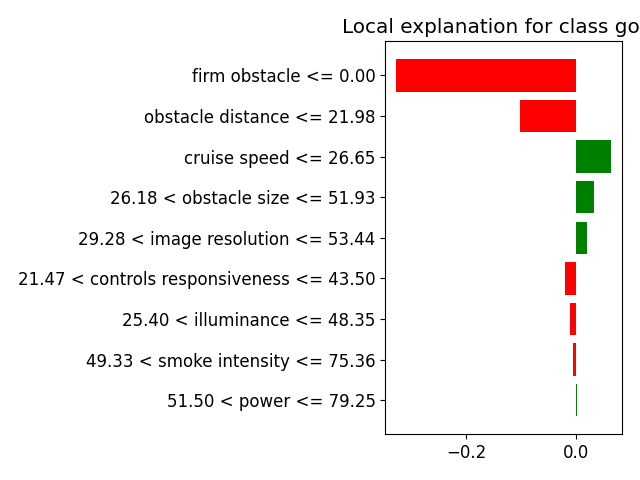 Local explanation for class go
firm obstacle <= 0.00
obstacle distance <= 21.98
cruise speed <= 26.65
26.18 < obstacle size <= 51.93
29.28 < image resolution <= 53.44
21.47 < controls responsiveness <= 43.50
25.40 < illuminance <= 48.35
49.33 < smoke intensity <= 75.36
51.50 < power <= 79.25
−0.2 0.0